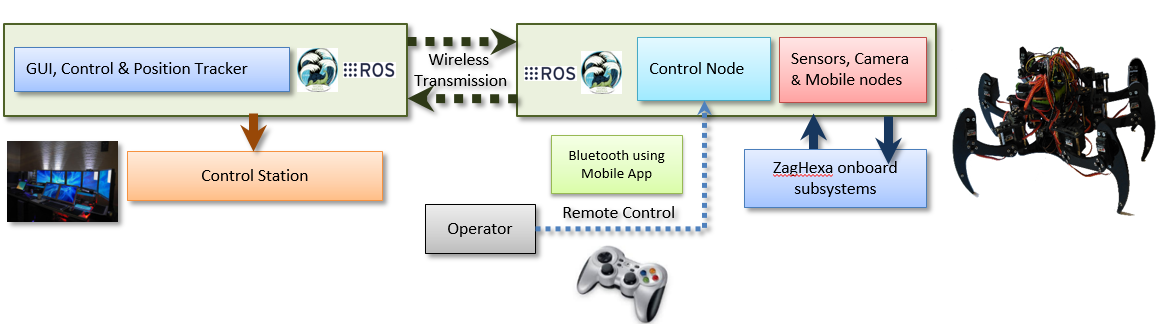 GUI, Control & Position Tracker
ROS
Wireless
Transmission
ROS
Control Node
Sensors, Camera
& Mobile nodes
Control Station
Bluetooth using
Mobile App
ZagHexa onboard
subsystems
Operator
Remote Control